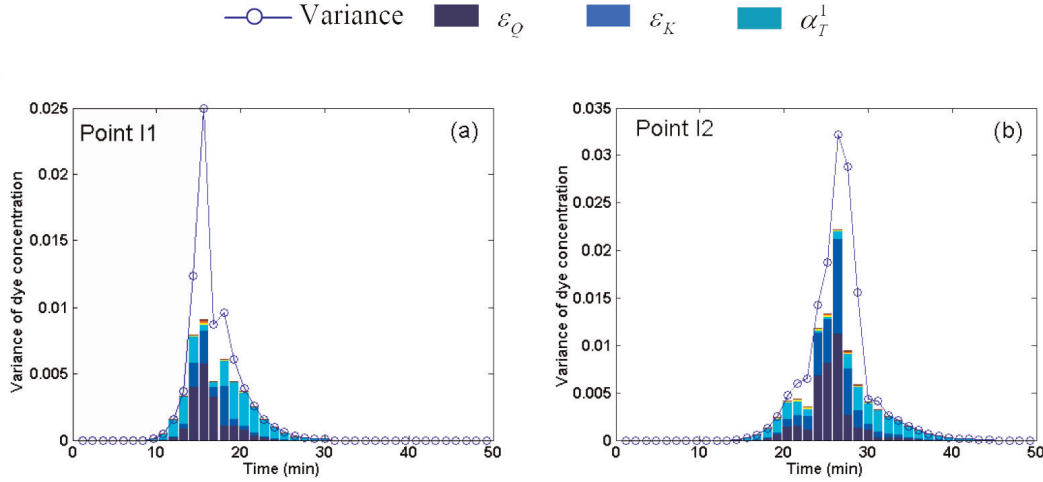 Variance ε_Q ε_K α_T^1
Point I1 (a)
Variance of dye concentration
0.025
0.02
0.015
0.01
0.005
0
0 10 20 30 40 50
Time (min)
Point I2 (b)
Variance of dye concentration
0.035
0.03
0.025
0.02
0.015
0.01
0.005
0
0 10 20 30 40 50
Time (min)